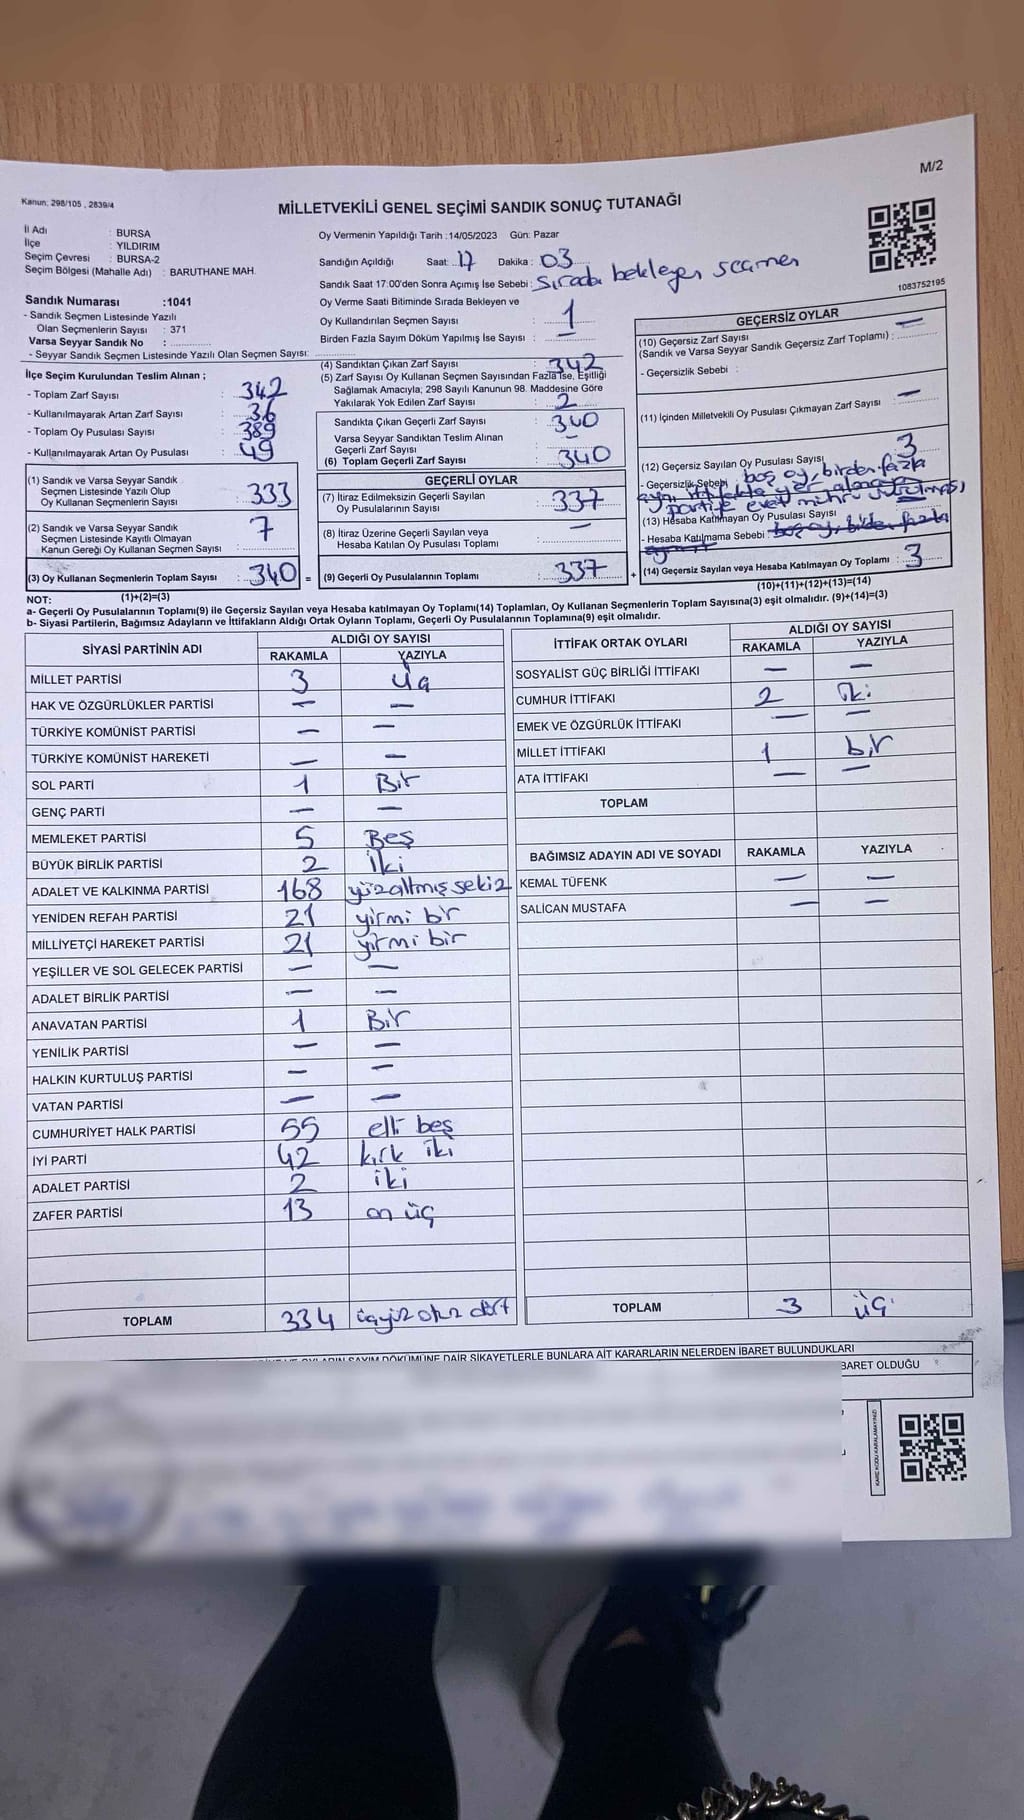 M/2
Kanun: 298/105 , 2839/4
MİLLETVEKİLİ GENEL SEÇİMİ SANDIK SONUÇ TUTANAĞI
İl Adı : BURSA
İlçe : YILDIRIM
Seçim Çevresi : BURSA-2
Seçim Bölgesi (Mahalle Adı) : BARUTHANE MAH.
Oy Vermenin Yapıldığı Tarih :14/05/2023 Gün: Pazar
Sandığın Açıldığı Saat: 17 Dakika : 03
Sandık Saat 17:00'den Sonra Açımış İse Sebebi : Sırada bekleyen seçmen
1083752195
Sandık Numarası :1041
- Sandık Seçmen Listesinde Yazılı
Olan Seçmenlerin Sayısı : 371
Varsa Seyyar Sandık No :
- Seyyar Sandık Seçmen Listesinde Yazılı Olan Seçmen Sayısı:
Oy Verme Saati Bitiminde Sırada Bekleyen ve
Oy Kullandırılan Seçmen Sayısı : 1
Birden Fazla Sayım Döküm Yapılmış İse Sayısı : —
İlçe Seçim Kurulundan Teslim Alınan ;
- Toplam Zarf Sayısı : 342
- Kullanılmayarak Artan Zarf Sayısı : 36
- Toplam Oy Pusulası Sayısı : 389
- Kullanılmayarak Artan Oy Pusulası : 49
(4) Sandıktan Çıkan Zarf Sayısı : 342
(5) Zarf Sayısı Oy Kullanan Seçmen Sayısından Fazla İse, Eşitliği
Sağlamak Amacıyla; 298 Sayılı Kanunun 98. Maddesine Göre
Yakılarak Yok Edilen Zarf Sayısı : 2
Sandıkta Çıkan Geçerli Zarf Sayısı : 340
Varsa Seyyar Sandıktan Teslim Alınan
Geçerli Zarf Sayısı : —
(6) Toplam Geçerli Zarf Sayısı : 340
(1) Sandık ve Varsa Seyyar Sandık
Seçmen Listesinde Yazılı Olup
Oy Kullanan Seçmenlerin Sayısı : 333
(2) Sandık ve Varsa Seyyar Sandık
Seçmen Listesinde Kayıtlı Olmayan
Kanun Gereği Oy Kullanan Seçmen Sayısı : 7
(3) Oy Kullanan Seçmenlerin Toplam Sayısı : 340 =
(1)+(2)=(3)
GEÇERLİ OYLAR
(7) İtiraz Edilmeksizin Geçerli Sayılan
Oy Pusulalarının Sayısı : 337
(8) İtiraz Üzerine Geçerli Sayılan veya
Hesaba Katılan Oy Pusulası Toplamı : —
(9) Geçerli Oy Pusulalarının Toplamı : 337 +
GEÇERSİZ OYLAR
(10) Geçersiz Zarf Sayısı
(Sandık ve Varsa Seyyar Sandık Geçersiz Zarf Toplamı) : —
- Geçersizlik Sebebi :
(11) İçinden Milletvekili Oy Pusulası Çıkmayan Zarf Sayısı : —
(12) Geçersiz Sayılan Oy Pusulası Sayısı 3
- Geçersizlik Sebebi boş oy, birden fazla
partiye evet mührü
(13) Hesaba Katılmayan Oy Pusulası Sayısı
- Hesaba Katılmama Sebebi :
(14) Geçersiz Sayılan veya Hesaba Katılmayan Oy Toplamı : 3
(10)+(11)+(12)+(13)=(14)
NOT:
a- Geçerli Oy Pusulalarının Toplamı(9) ile Geçersiz Sayılan veya Hesaba katılmayan Oy Toplamı(14) Toplamları, Oy Kullanan Seçmenlerin Toplam Sayısına(3) eşit olmalıdır. (9)+(14)=(3)
b- Siyasi Partilerin, Bağımsız Adayların ve İttifakların Aldığı Ortak Oyların Toplamı, Geçerli Oy Pusulalarının Toplamına(9) eşit olmalıdır.
SİYASİ PARTİNİN ADI ALDIĞI OY SAYISI
RAKAMLA YAZIYLA
MİLLET PARTİSİ 3 üç
HAK VE ÖZGÜRLÜKLER PARTİSİ — —
TÜRKİYE KOMÜNİST PARTİSİ — —
TÜRKİYE KOMÜNİST HAREKETİ — —
SOL PARTİ 1 Bir
GENÇ PARTİ — —
MEMLEKET PARTİSİ 5 Beş
BÜYÜK BİRLİK PARTİSİ 2 İki
ADALET VE KALKINMA PARTİSİ 168 yüzaltmış sekiz
YENİDEN REFAH PARTİSİ 21 yirmi bir
MİLLİYETÇİ HAREKET PARTİSİ 21 yirmi bir
YEŞİLLER VE SOL GELECEK PARTİSİ — —
ADALET BİRLİK PARTİSİ — —
ANAVATAN PARTİSİ 1 Bir
YENİLİK PARTİSİ — —
HALKIN KURTULUŞ PARTİSİ — —
VATAN PARTİSİ — —
CUMHURİYET HALK PARTİSİ 55 elli beş
İYİ PARTİ 42 kırk iki
ADALET PARTİSİ 2 iki
ZAFER PARTİSİ 13 on üç
TOPLAM 334 üçyüz otuz dört
İTTİFAK ORTAK OYLARI ALDIĞI OY SAYISI
RAKAMLA YAZIYLA
SOSYALİST GÜÇ BİRLİĞİ İTTİFAKI — —
CUMHUR İTTİFAKI 2 İki
EMEK VE ÖZGÜRLÜK İTTİFAKI — —
MİLLET İTTİFAKI 1 bir
ATA İTTİFAKI — —
TOPLAM
BAĞIMSIZ ADAYIN ADI VE SOYADI RAKAMLA YAZIYLA
KEMAL TÜFENK — —
SALİCAN MUSTAFA — —
TOPLAM 3 üç
SAYIM DÖKÜMÜNE DAİR ŞİKAYETLERLE BUNLARA AİT KARARLARIN NELERDEN İBARET BULUNDUKLARI
BARET OLDUĞU
KARE KODU KARALAMAYINIZ!